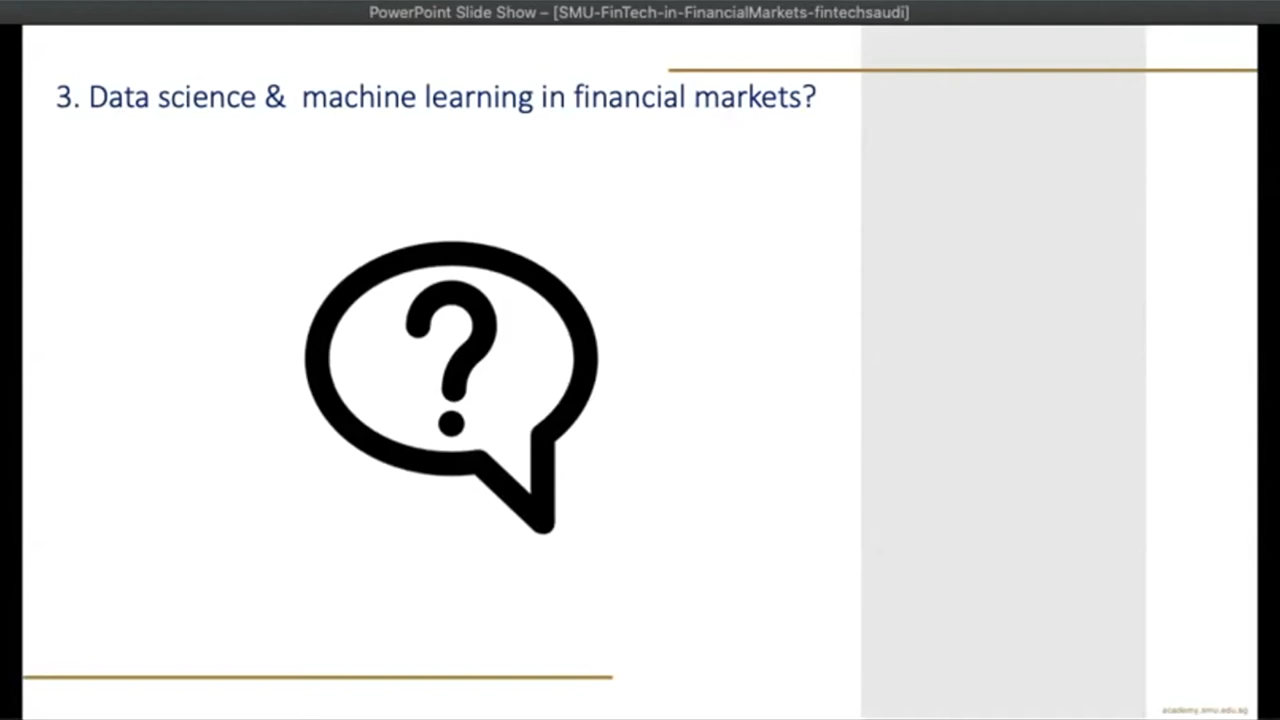 PowerPoint Slide Show – [SMU-FinTech-in-FinancialMarkets-fintechsaudi]
3. Data science & machine learning in financial markets?
?
academy.smu.edu.sg